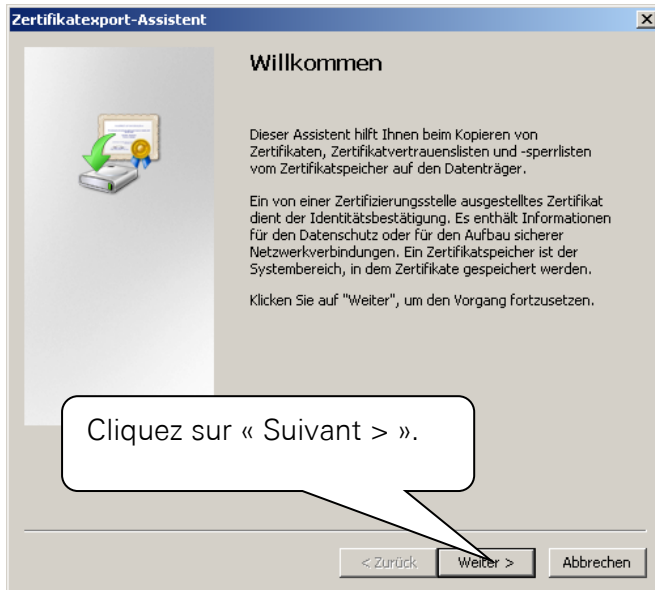 Zertifikatexport-Assistent
Willkommen
Dieser Assistent hilft Ihnen beim Kopieren von
Zertifikaten, Zertifikatvertrauenslisten und -sperrlisten
vom Zertifikatspeicher auf den Datenträger.
Ein von einer Zertifizierungsstelle ausgestelltes Zertifikat
dient der Identitätsbestätigung. Es enthält Informationen
für den Datenschutz oder für den Aufbau sicherer
Netzwerkverbindungen. Ein Zertifikatspeicher ist der
Systembereich, in dem Zertifikate gespeichert werden.
Klicken Sie auf "Weiter", um den Vorgang fortzusetzen.
Cliquez sur « Suivant > ».
< Zurück Weiter > Abbrechen